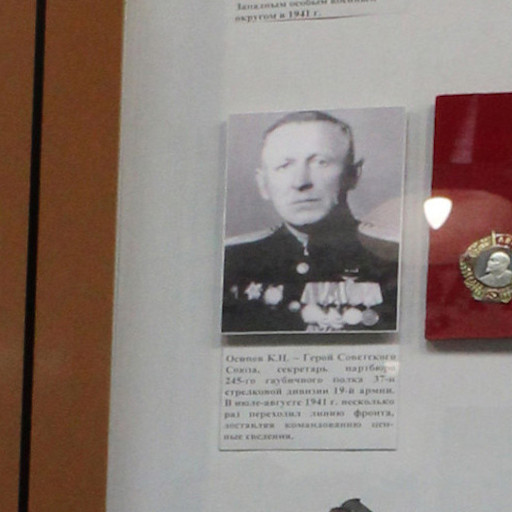 Западным особым военным
округом в 1941 г.
Осипов К.Н. – Герой Советского
Союза, секретарь партбюро
245-го гаубичного полка 37-й
стрелковой дивизии 19-й армии.
В июле-августе 1941 г. несколько
раз переходил линию фронта,
доставляя командованию цен-
ные сведения.